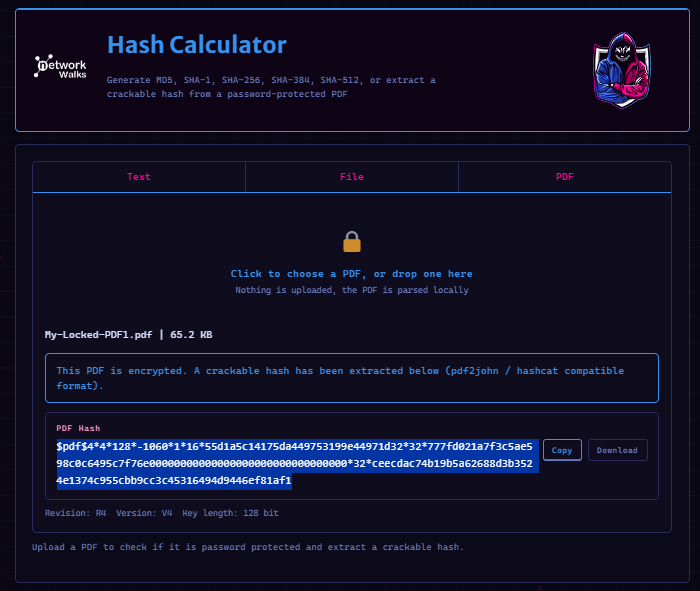 Hash Calculator
network
Walks
Generate MD5, SHA-1, SHA-256, SHA-384, SHA-512, or extract a
crackable hash from a password-protected PDF
Text
File
PDF
Click to choose a PDF, or drop one here
Nothing is uploaded, the PDF is parsed locally
My-Locked-PDF1.pdf | 65.2 KB
This PDF is encrypted. A crackable hash has been extracted below (pdf2john / hashcat compatible
format).
PDF Hash
$pdf$4*4*128*-1060*1*16*55d1a5c14175da449753199e44971d32*32*777fd021a7f3c5ae5
98c0c6495c7f76e00000000000000000000000000000000*32*ceecdac74b19b5a62688d3b352
4e1374c955cbb9cc3c45316494d9446ef81af1
Copy
Download
Revision: R4 Version: V4 Key length: 128 bit
Upload a PDF to check if it is password protected and extract a crackable hash.